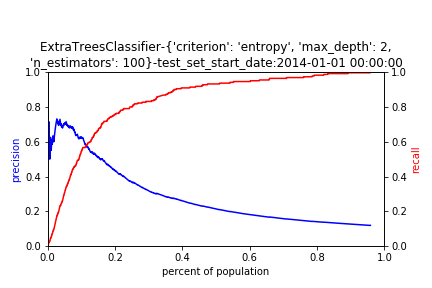 ExtraTreesClassifier-{'criterion': 'entropy', 'max_depth': 2,
'n_estimators': 100}-test_set_start_date:2014-01-01 00:00:00
1.0
0.8
0.6
0.4
0.2
0.0
precision
1.0
0.8
0.6
0.4
0.2
0.0
recall
0.0 0.2 0.4 0.6 0.8 1.0
percent of population